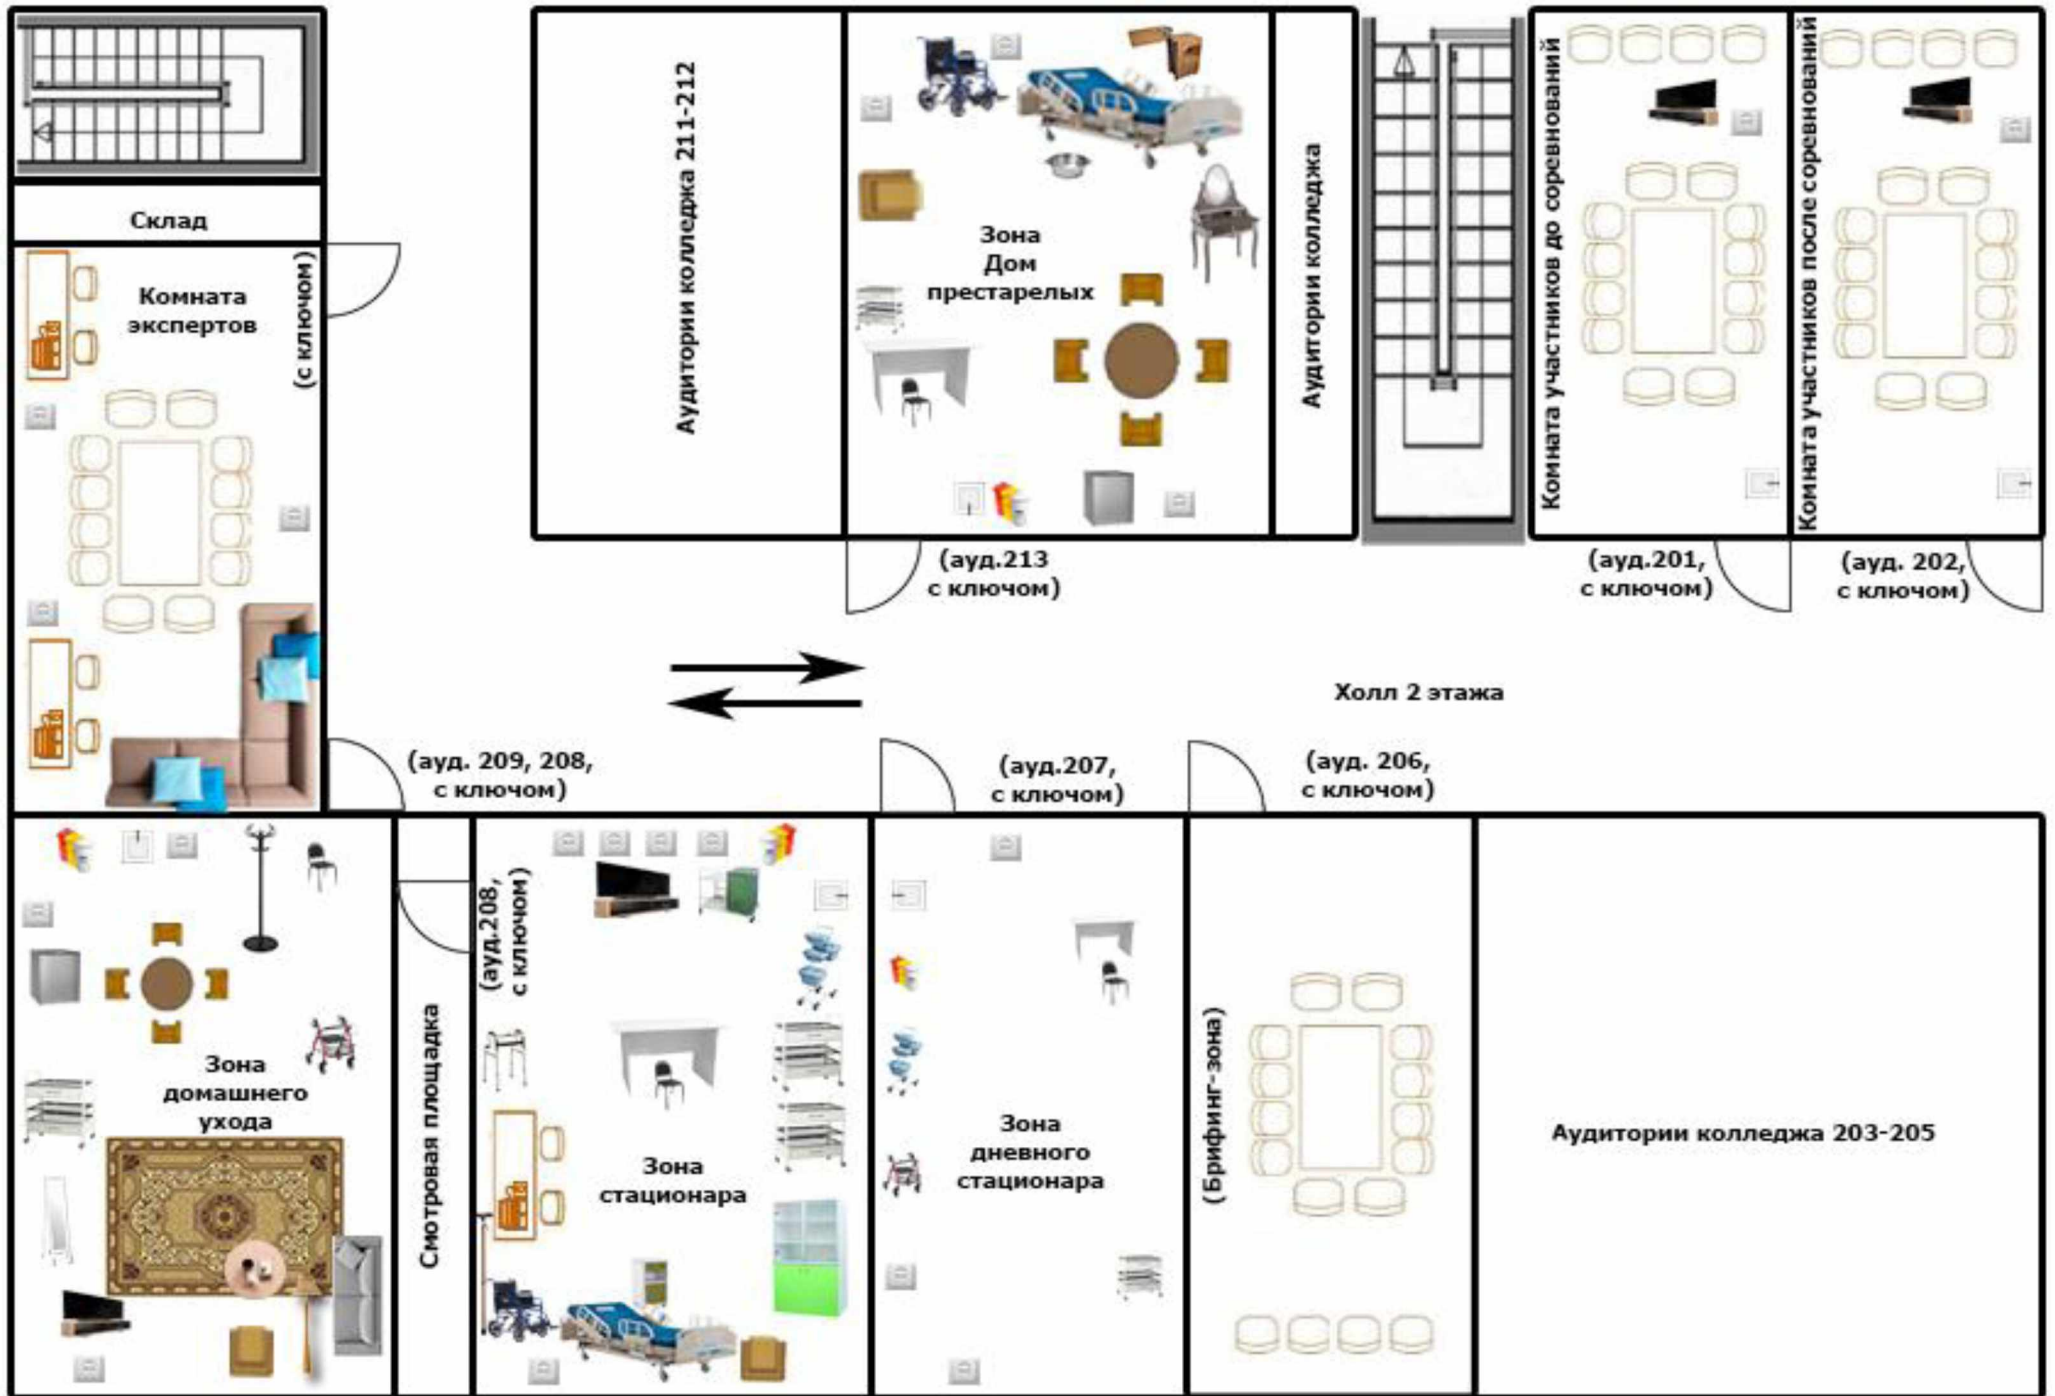 Склад
Комната
экспертов
(с ключом)
Аудитории колледжа 211-212
Зона
Дом
престарелых
Аудитории колледжа
Комната участников до соревнований
Комната участников после соревнований
(ауд.213
с ключом)
(ауд.201,
с ключом)
(ауд. 202,
с ключом)
Холл 2 этажа
(ауд. 209, 208,
с ключом)
(ауд.207,
с ключом)
(ауд. 206,
с ключом)
Зона
домашнего
ухода
Смотровая площадка
(ауд.208,
с ключом)
Зона
стационара
Зона
дневного
стационара
(Брифинг-зона)
Аудитории колледжа 203-205